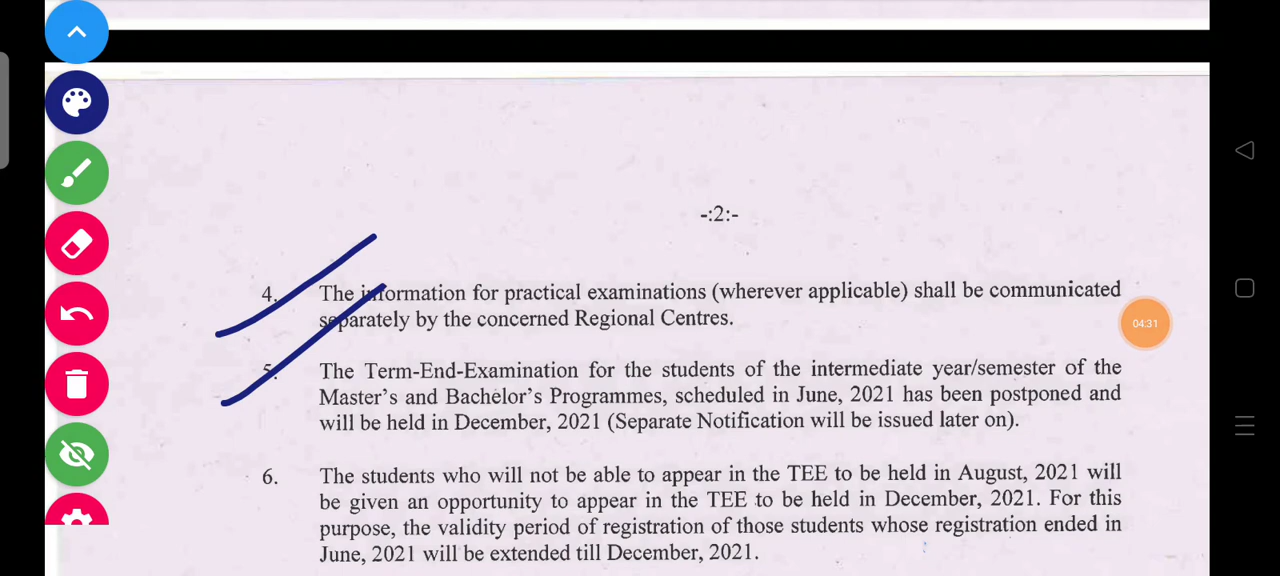 -:2:-
4. The information for practical examinations (wherever applicable) shall be communicated
separately by the concerned Regional Centres.
04:31
5. The Term-End-Examination for the students of the intermediate year/semester of the
Master's and Bachelor's Programmes, scheduled in June, 2021 has been postponed and
will be held in December, 2021 (Separate Notification will be issued later on).
6. The students who will not be able to appear in the TEE to be held in August, 2021 will
be given an opportunity to appear in the TEE to be held in December, 2021. For this
purpose, the validity period of registration of those students whose registration ended in
June, 2021 will be extended till December, 2021.